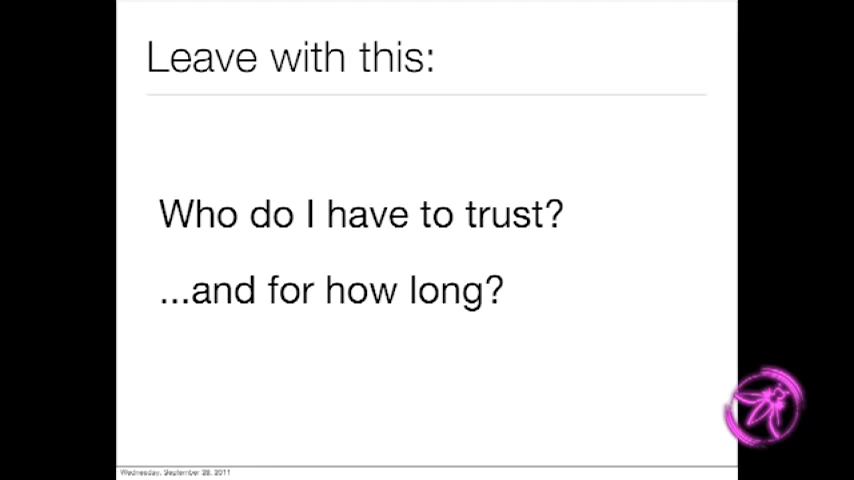 Leave with this:
Who do I have to trust?
...and for how long?
Wednesday, September 28, 2011